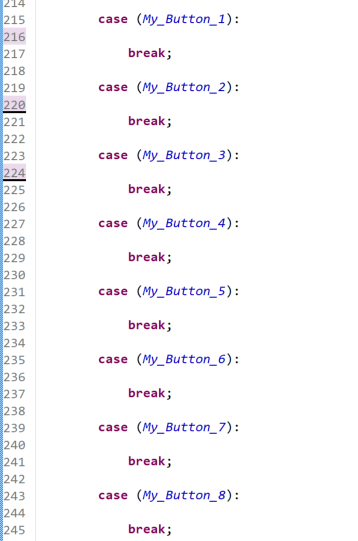 214
215 case (My_Button_1):
216
217 break;
218
219 case (My_Button_2):
220
221 break;
222
223 case (My_Button_3):
224
225 break;
226
227 case (My_Button_4):
228
229 break;
230
231 case (My_Button_5):
232
233 break;
234
235 case (My_Button_6):
236
237 break;
238
239 case (My_Button_7):
240
241 break;
242
243 case (My_Button_8):
244
245 break;